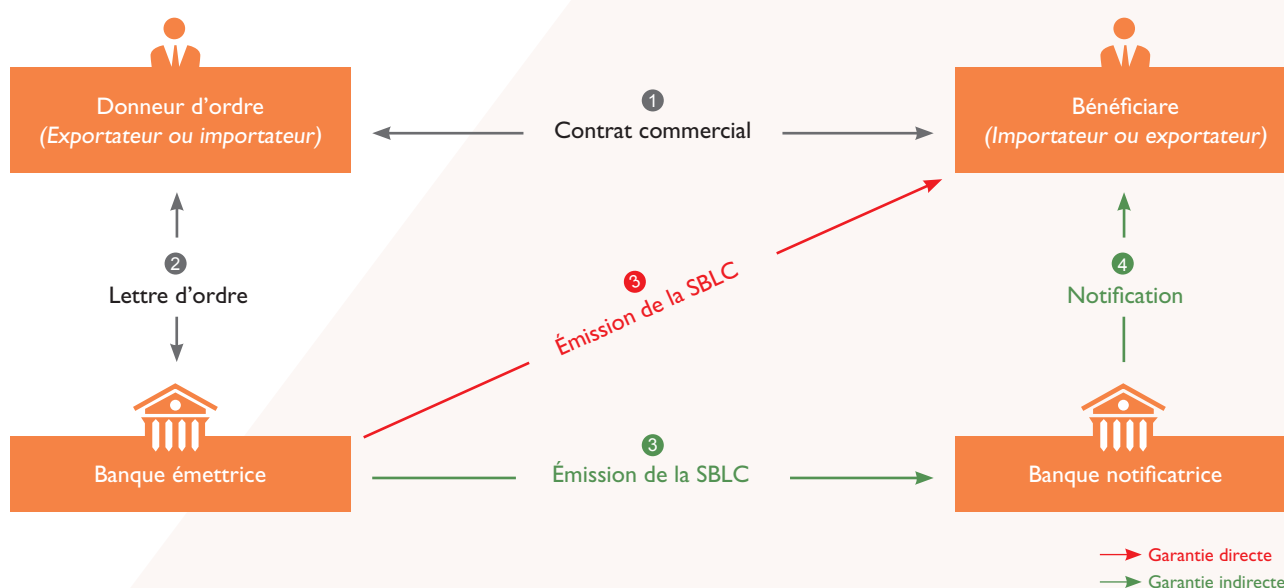 Donneur d'ordre
(Exportateur ou importateur)
1
Contrat commercial
Bénéficiare
(Importateur ou exportateur)
2
Lettre d'ordre
3
Émission de la SBLC
4
Notification
Banque émettrice
3
Émission de la SBLC
Banque notificatrice
Garantie directe
Garantie indirecte